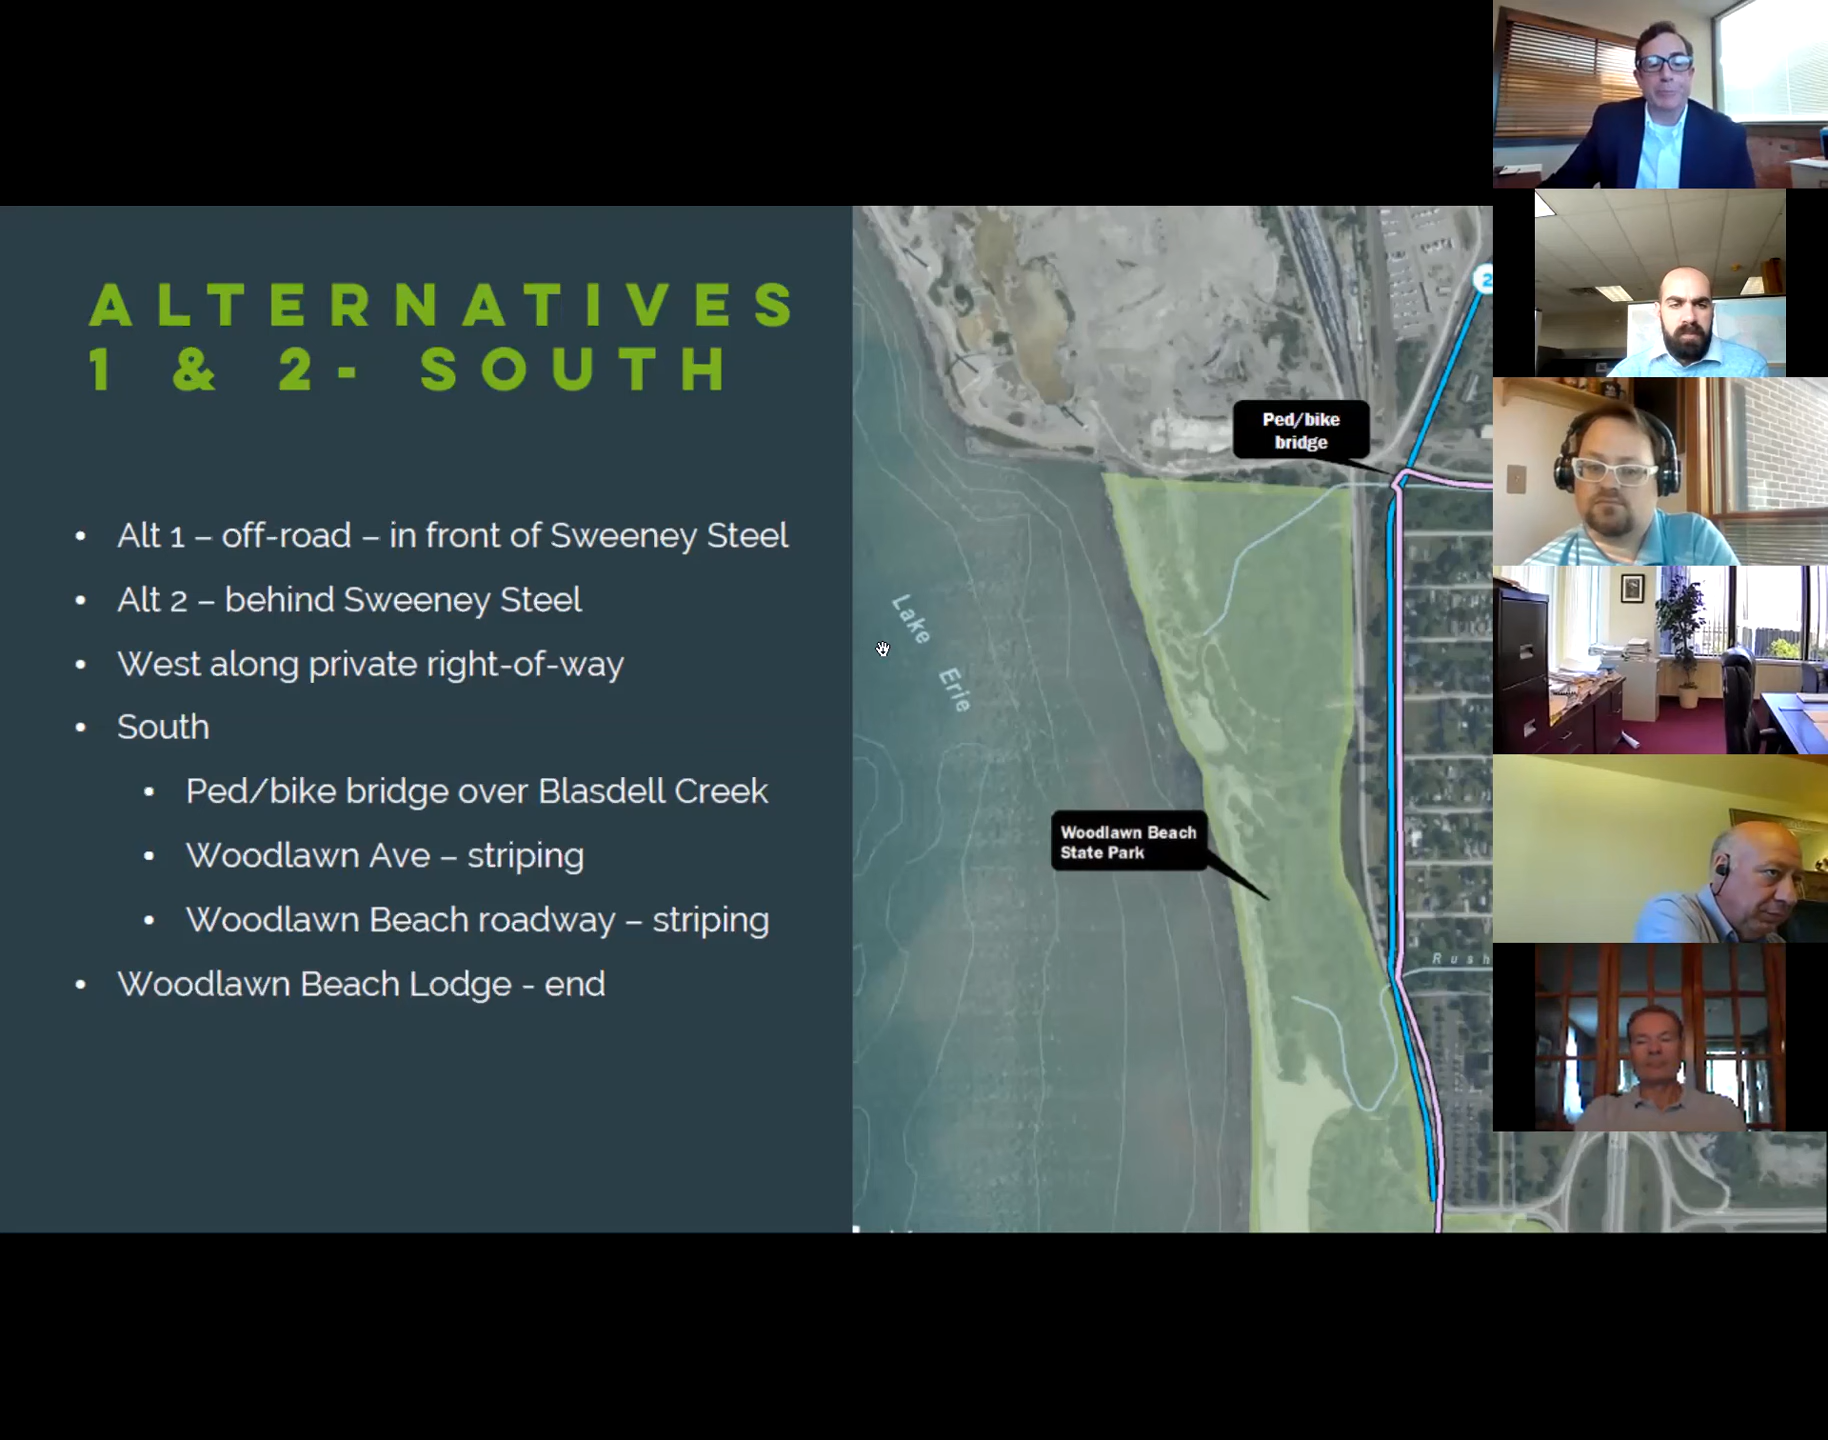 ALTERNATIVES
1 & 2- SOUTH
• Alt 1 – off-road – in front of Sweeney Steel
• Alt 2 – behind Sweeney Steel
• West along private right-of-way
• South
• Ped/bike bridge over Blasdell Creek
• Woodlawn Ave – striping
• Woodlawn Beach roadway – striping
• Woodlawn Beach Lodge - end
2
Ped/bike
bridge
Lake Erie
Woodlawn Beach
State Park
Rush